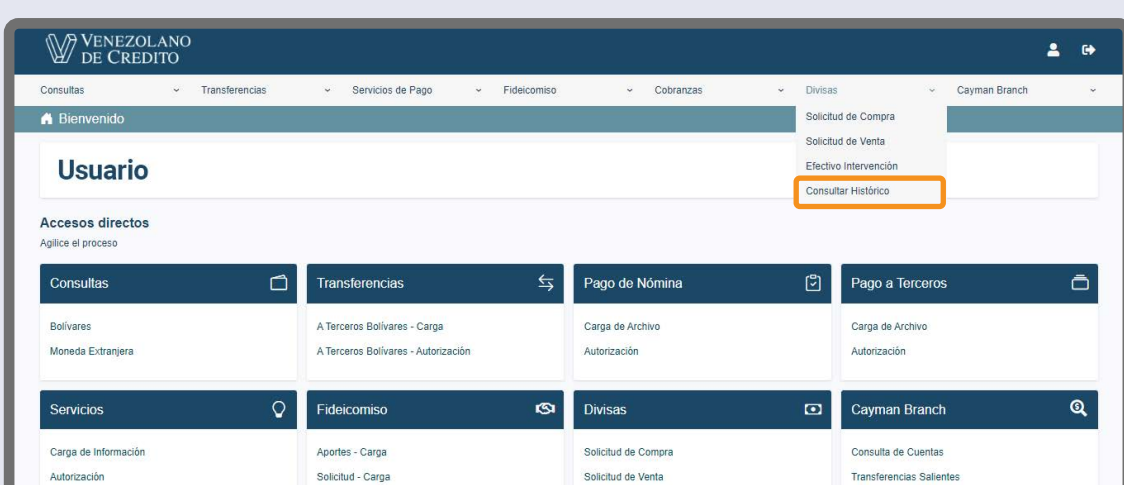 VENEZOLANO
DE CREDITO
Consultas Transferencias Servicios de Pago Fideicomiso Cobranzas Divisas Cayman Branch
Bienvenido
Solicitud de Compra
Solicitud de Venta
Efectivo Intervención
Consultar Histórico
Usuario
Accesos directos
Agilice el proceso
Consultas Transferencias Pago de Nómina Pago a Terceros
Bolívares A Terceros Bolívares - Carga Carga de Archivo Carga de Archivo
Moneda Extranjera A Terceros Bolívares - Autorización Autorización Autorización
Servicios Fideicomiso Divisas Cayman Branch
Carga de Información Aportes - Carga Solicitud de Compra Consulta de Cuentas
Autorización Solicitud - Carga Solicitud de Venta Transferencias Salientes